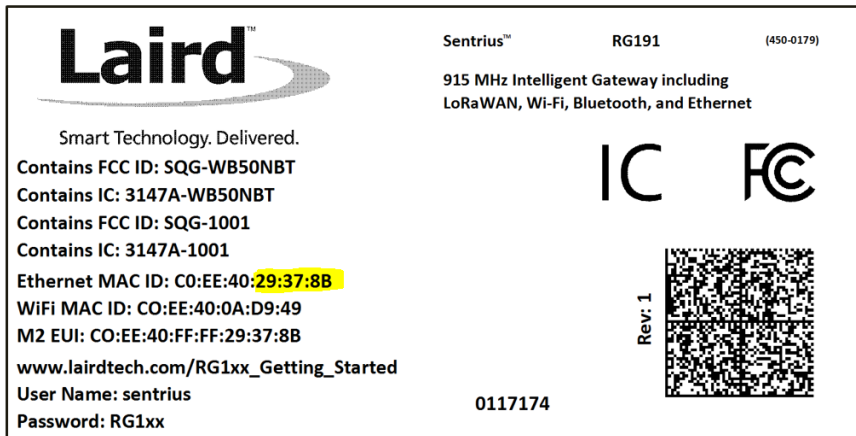 Laird™
Smart Technology. Delivered.
Sentrius™ RG191 (450-0179)
915 MHz Intelligent Gateway including
LoRaWAN, Wi-Fi, Bluetooth, and Ethernet
IC FCC
Contains FCC ID: SQG-WB50NBT
Contains IC: 3147A-WB50NBT
Contains FCC ID: SQG-1001
Contains IC: 3147A-1001
Ethernet MAC ID: C0:EE:40:29:37:8B
WiFi MAC ID: CO:EE:40:0A:D9:49
M2 EUI: CO:EE:40:FF:FF:29:37:8B
www.lairdtech.com/RG1xx_Getting_Started
User Name: sentrius
Password: RG1xx
Rev: 1
0117174